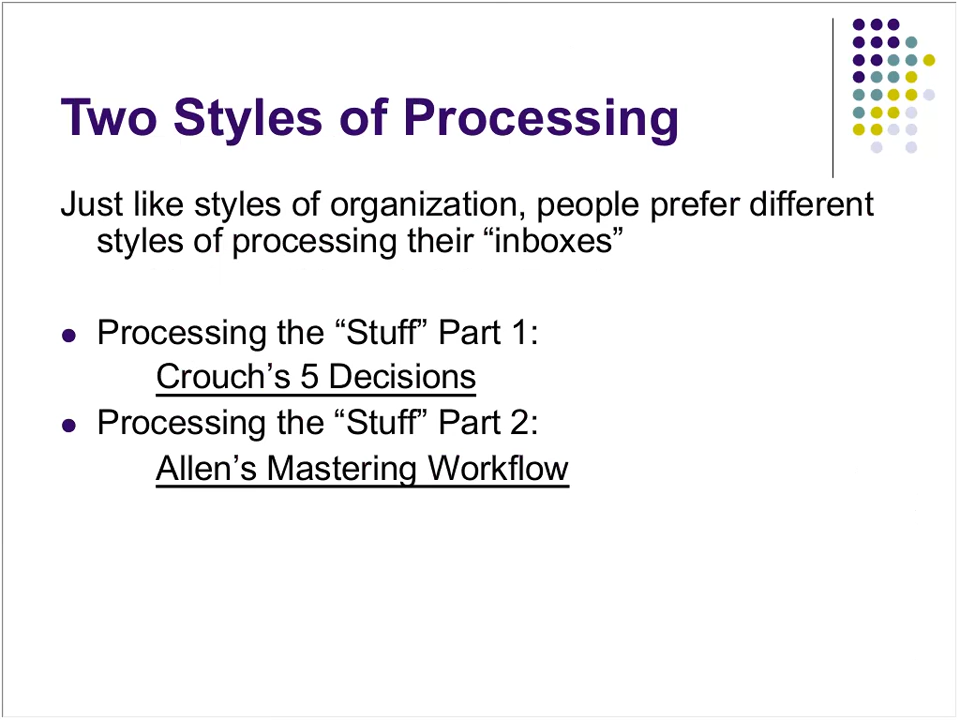 Two Styles of Processing
Just like styles of organization, people prefer different
styles of processing their “inboxes”
Processing the “Stuff” Part 1:
Crouch’s 5 Decisions
Processing the “Stuff” Part 2:
Allen’s Mastering Workflow